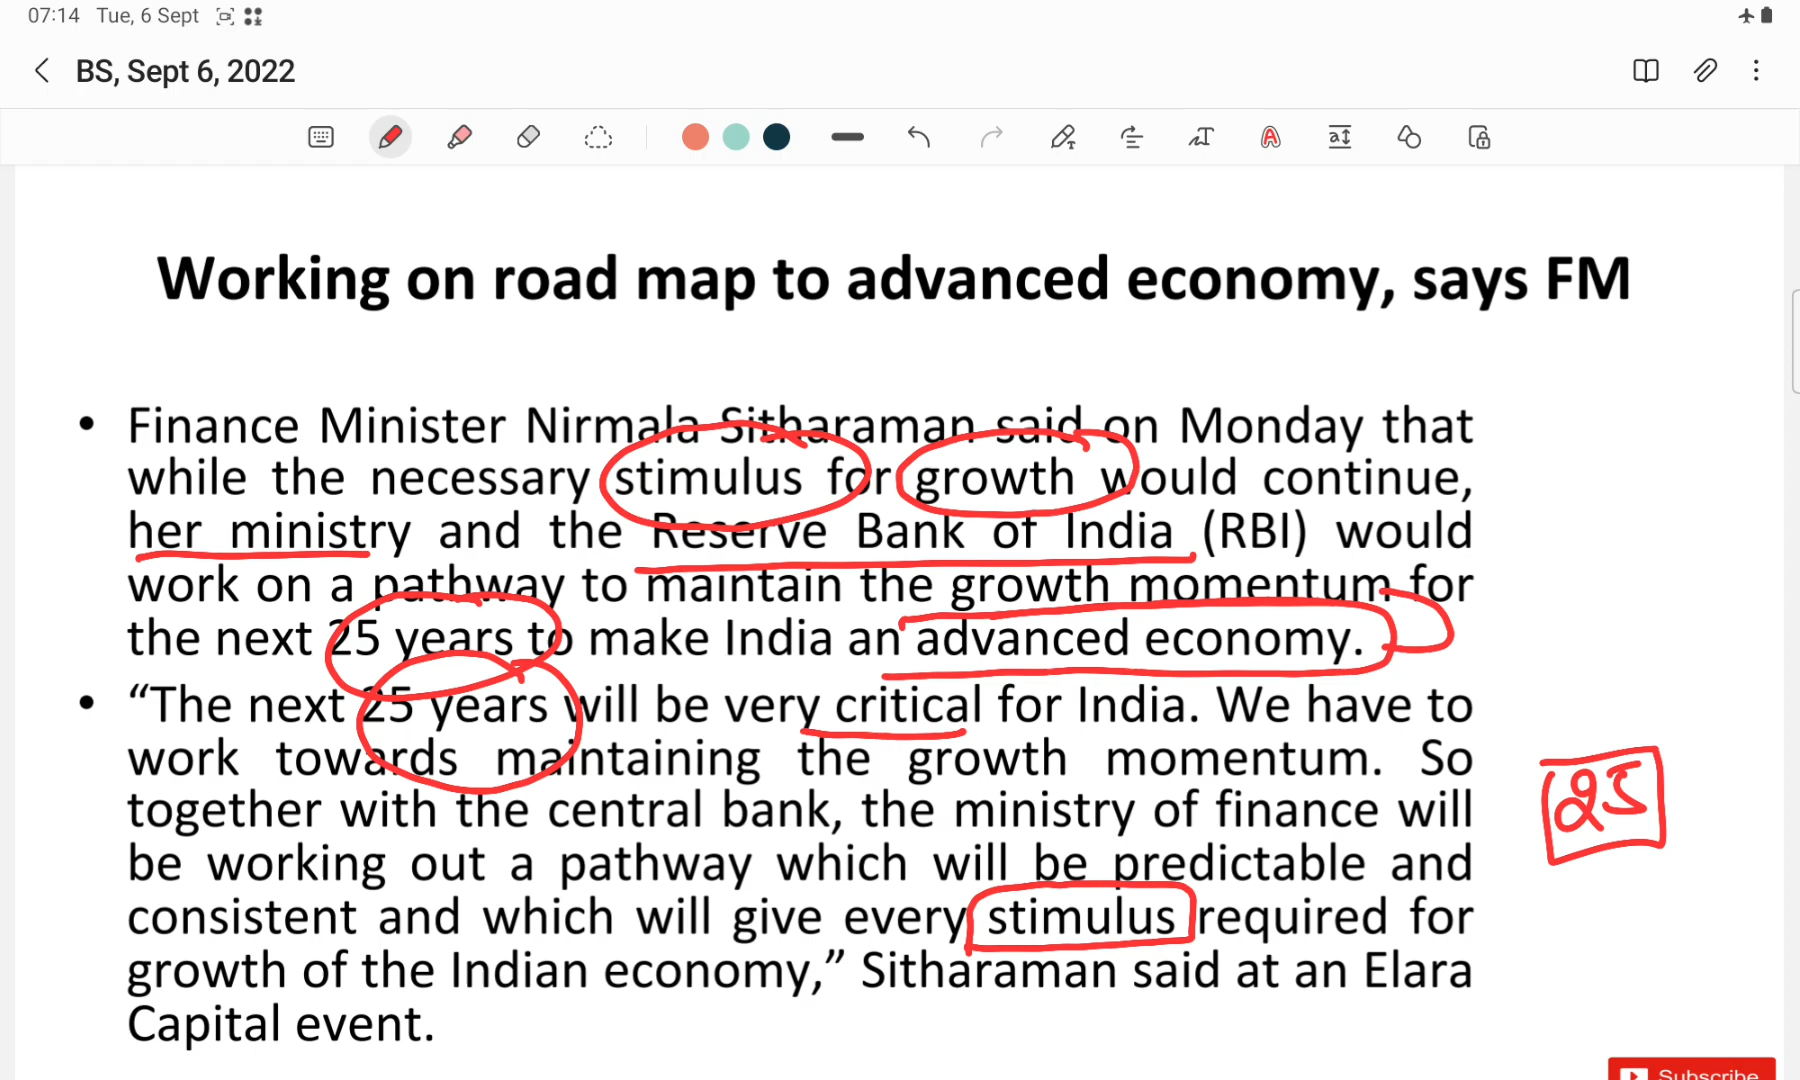 07:14 Tue, 6 Sept
BS, Sept 6, 2022
Working on road map to advanced economy, says FM
• Finance Minister Nirmala Sitharaman said on Monday that
while the necessary stimulus for growth would continue,
her ministry and the Reserve Bank of India (RBI) would
work on a pathway to maintain the growth momentum for
the next 25 years to make India an advanced economy.
• “The next 25 years will be very critical for India. We have to
work towards maintaining the growth momentum. So
together with the central bank, the ministry of finance will
be working out a pathway which will be predictable and
consistent and which will give every stimulus required for
growth of the Indian economy,” Sitharaman said at an Elara
Capital event.
25
Subscribe